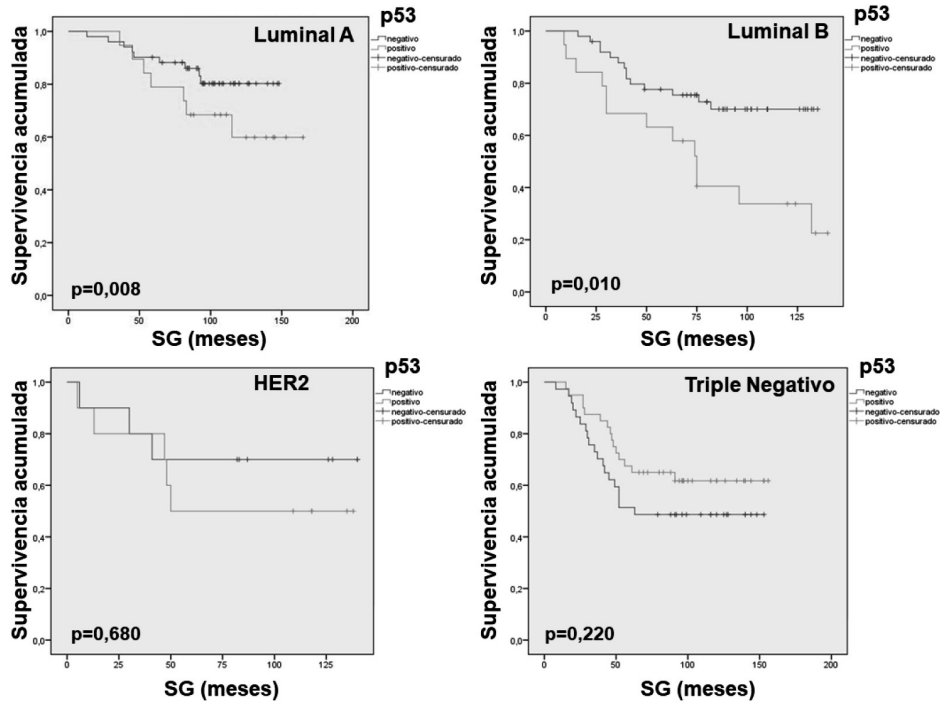 p53
Luminal A
negativo
positivo
negativo-censurado
positivo-censurado
Supervivencia acumulada
1,0
0,8
0,6
0,4
0,2
0,0
p=0,008
0 50 100 150 200
SG (meses)
p53
Luminal B
negativo
positivo
negativo-censurado
positivo-censurado
Supervivencia acumulada
1,0
0,8
0,6
0,4
0,2
0,0
p=0,010
0 25 50 75 100 125
SG (meses)
p53
HER2
negativo
positivo
negativo-censurado
positivo-censurado
Supervivencia acumulada
1,0
0,8
0,6
0,4
0,2
0,0
p=0,680
0 25 50 75 100 125
SG (meses)
p53
Triple Negativo
negativo
positivo
negativo-censurado
positivo-censurado
Supervivencia acumulada
1,0
0,8
0,6
0,4
0,2
0,0
p=0,220
0 50 100 150 200
SG (meses)